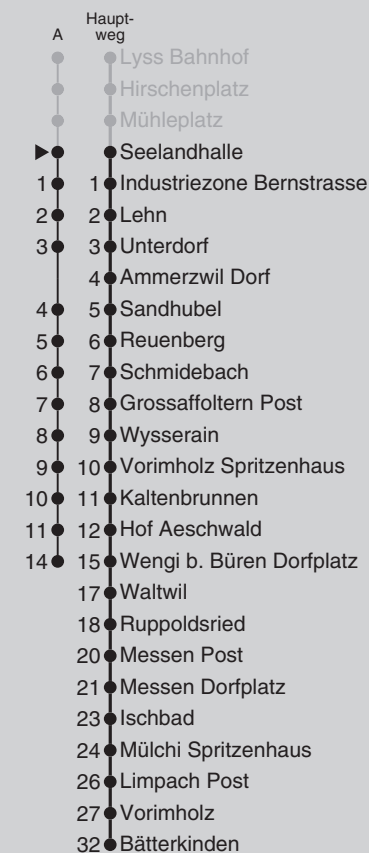 A Haupt-
weg
Lyss Bahnhof
Hirschenplatz
Mühleplatz
Seelandhalle
1 1 Industriezone Bernstrasse
2 2 Lehn
3 3 Unterdorf
4 Ammerzwil Dorf
4 5 Sandhubel
5 6 Reuenberg
6 7 Schmidebach
7 8 Grossaffoltern Post
8 9 Wysserain
9 10 Vorimholz Spritzenhaus
10 11 Kaltenbrunnen
11 12 Hof Aeschwald
14 15 Wengi b. Büren Dorfplatz
17 Waltwil
18 Ruppoldsried
20 Messen Post
21 Messen Dorfplatz
23 Ischbad
24 Mülchi Spritzenhaus
26 Limpach Post
27 Vorimholz
32 Bätterkinden